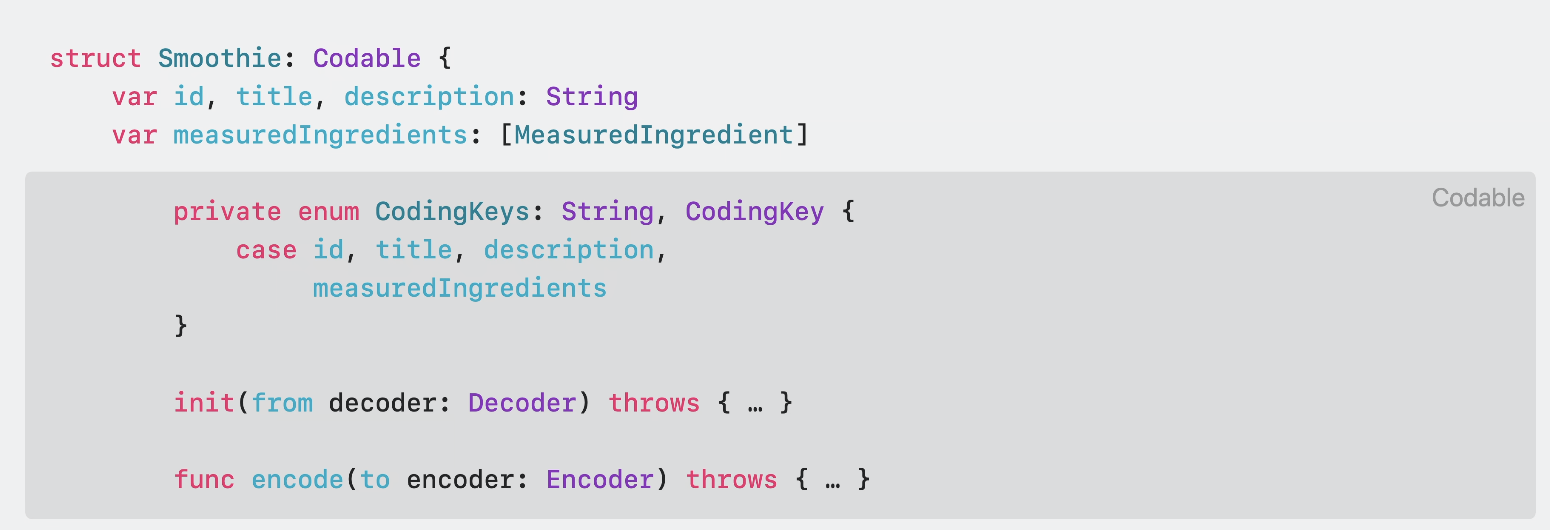 struct Smoothie: Codable {
    var id, title, description: String
    var measuredIngredients: [MeasuredIngredient]
Codable
        private enum CodingKeys: String, CodingKey {
            case id, title, description,
                 measuredIngredients
        }
        init(from decoder: Decoder) throws { … }
        func encode(to encoder: Encoder) throws { … }